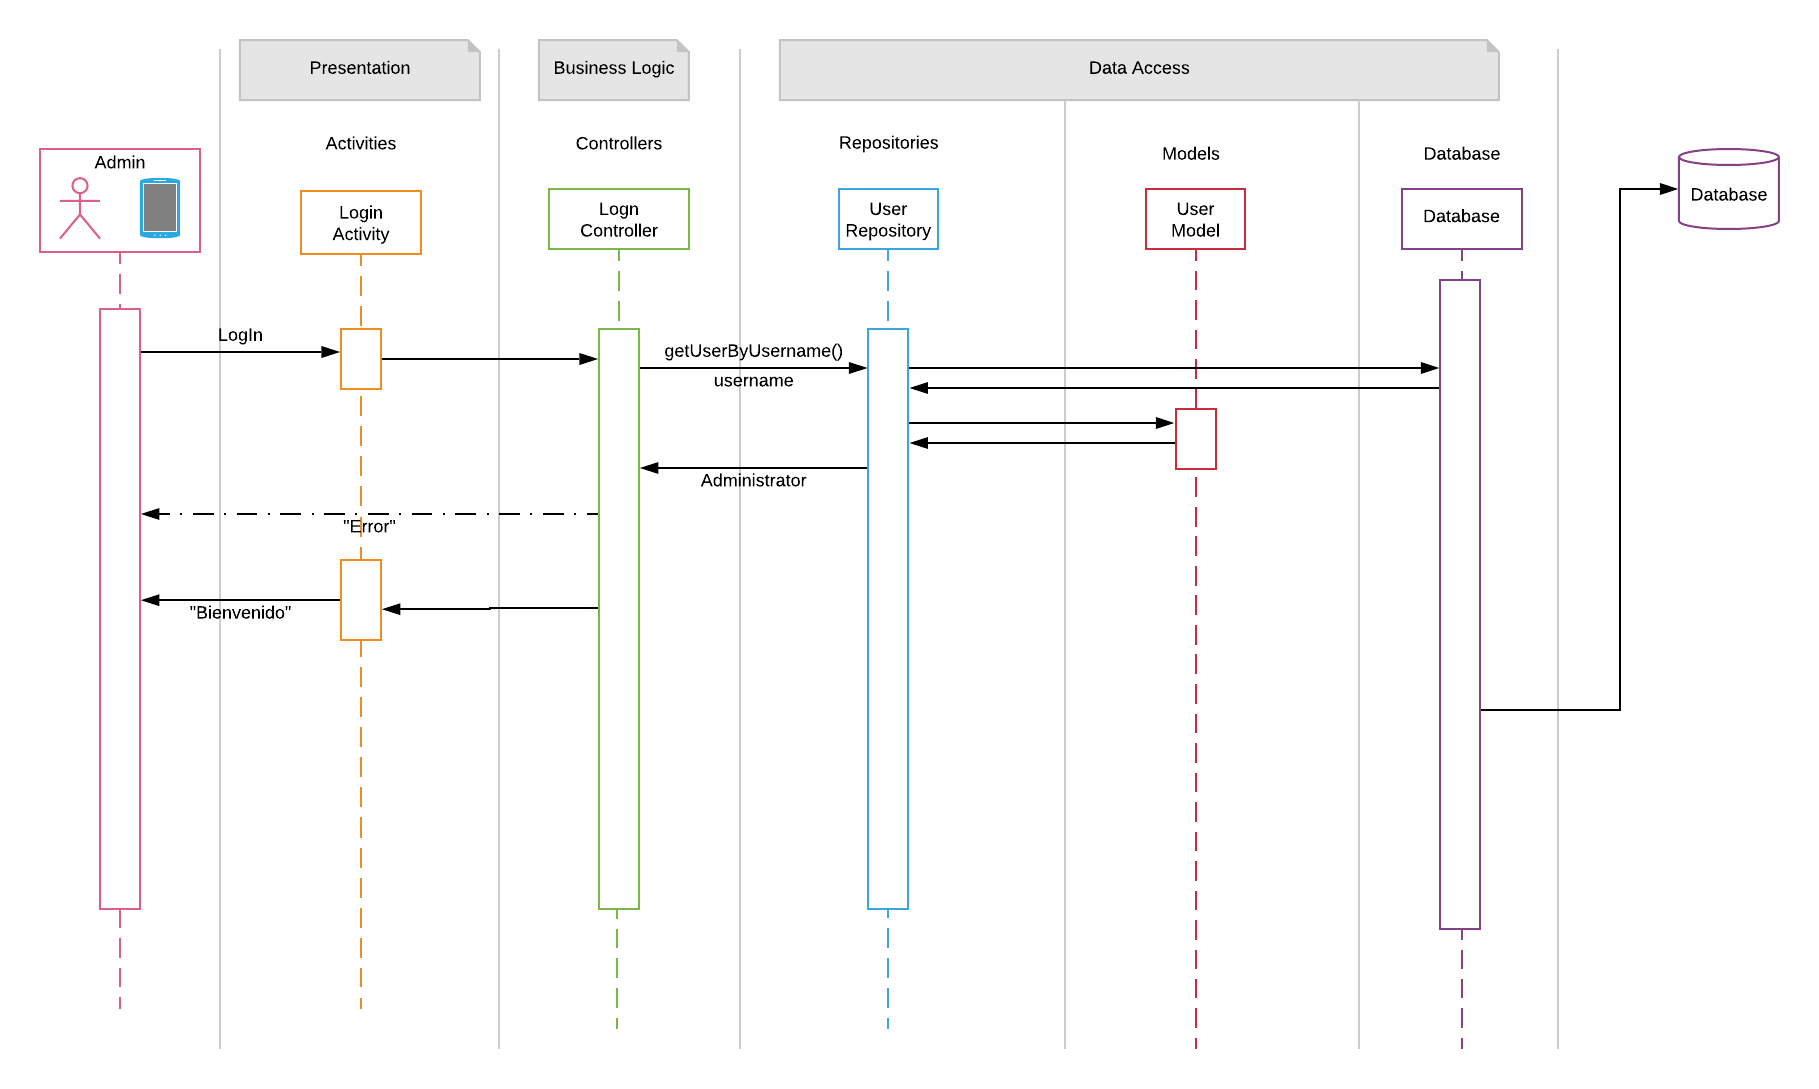 Presentation
Business Logic
Data Access
Activities
Controllers
Repositories
Models
Database
Admin
Login
Activity
Logn
Controller
User
Repository
User
Model
Database
Database
LogIn
getUserByUsername()
username
Administrator
"Error"
"Bienvenido"